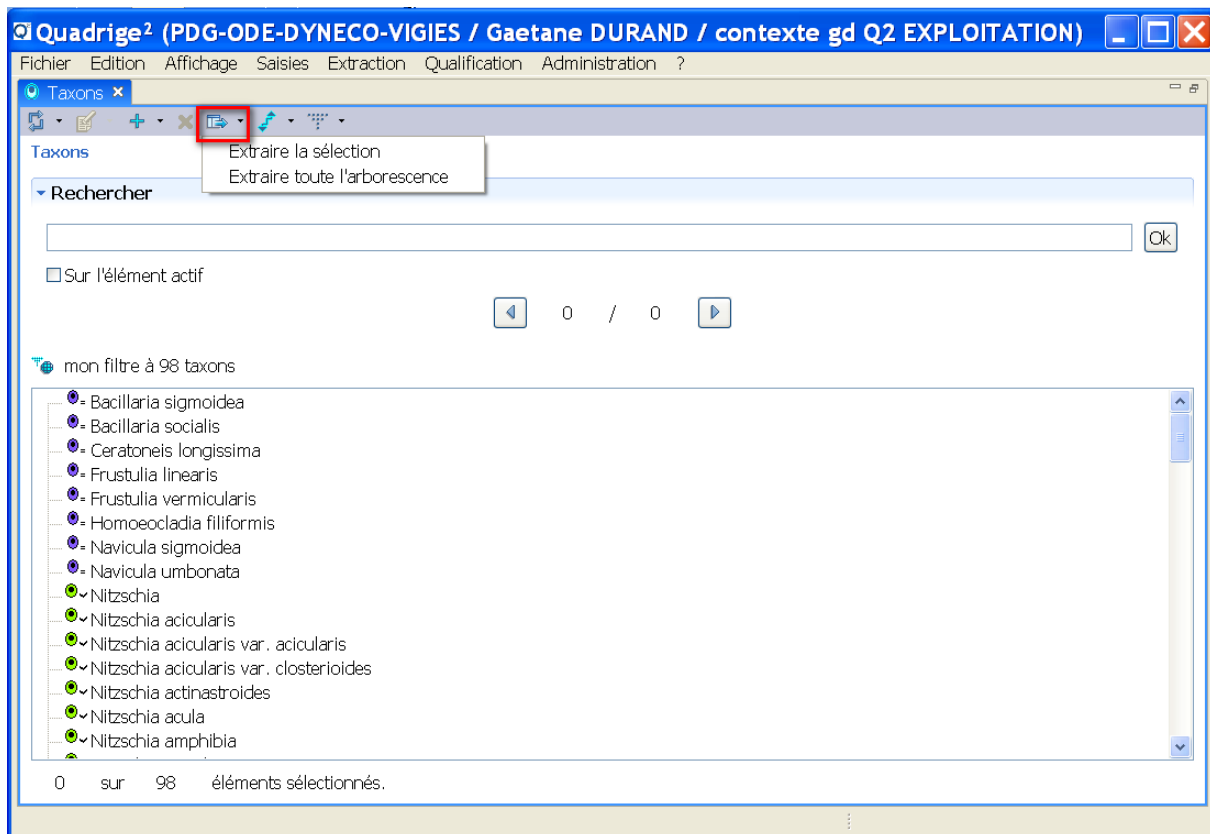 Quadrige² (PDG-ODE-DYNECO-VIGIES / Gaetane DURAND / contexte gd Q2 EXPLOITATION)
Fichier Edition Affichage Saisies Extraction Qualification Administration ?
Taxons
Taxons
Extraire la sélection
Extraire toute l'arborescence
Rechercher
Ok
Sur l'élément actif
0 / 0
mon filtre à 98 taxons
= Bacillaria sigmoidea
= Bacillaria socialis
= Ceratoneis longissima
= Frustulia linearis
= Frustulia vermicularis
= Homoeocladia filiformis
= Navicula sigmoidea
= Navicula umbonata
Nitzschia
Nitzschia acicularis
Nitzschia acicularis var. acicularis
Nitzschia acicularis var. closterioides
Nitzschia actinastroides
Nitzschia acula
Nitzschia amphibia
0 sur 98 éléments sélectionnés.